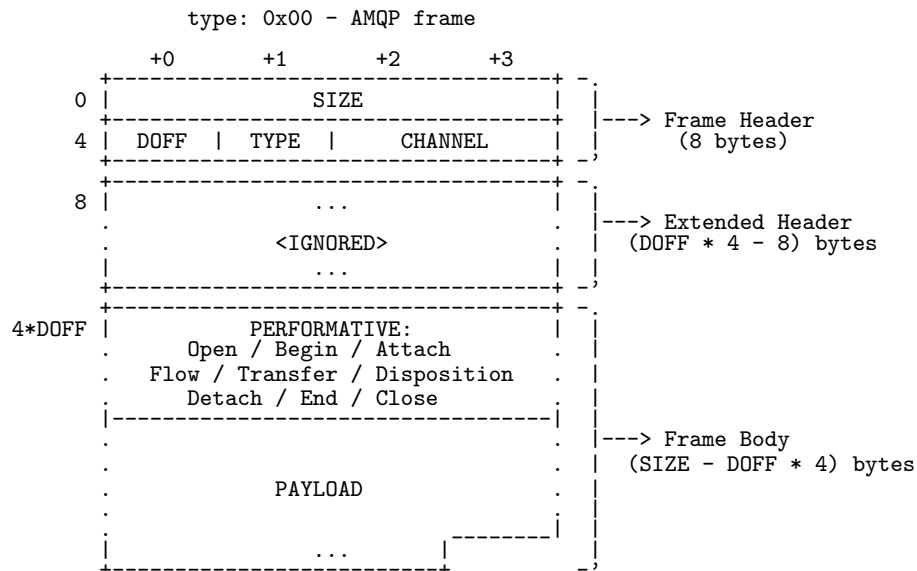 type: 0x00 - AMQP frame
+0 +1 +2 +3
0 SIZE
---> Frame Header
4 | DOFF | TYPE | CHANNEL | (8 bytes)
8 ...
---> Extended Header
<IGNORED> (DOFF * 4 - 8) bytes
...
4*DOFF PERFORMATIVE:
Open / Begin / Attach
Flow / Transfer / Disposition
Detach / End / Close
---> Frame Body
(SIZE - DOFF * 4) bytes
PAYLOAD
...